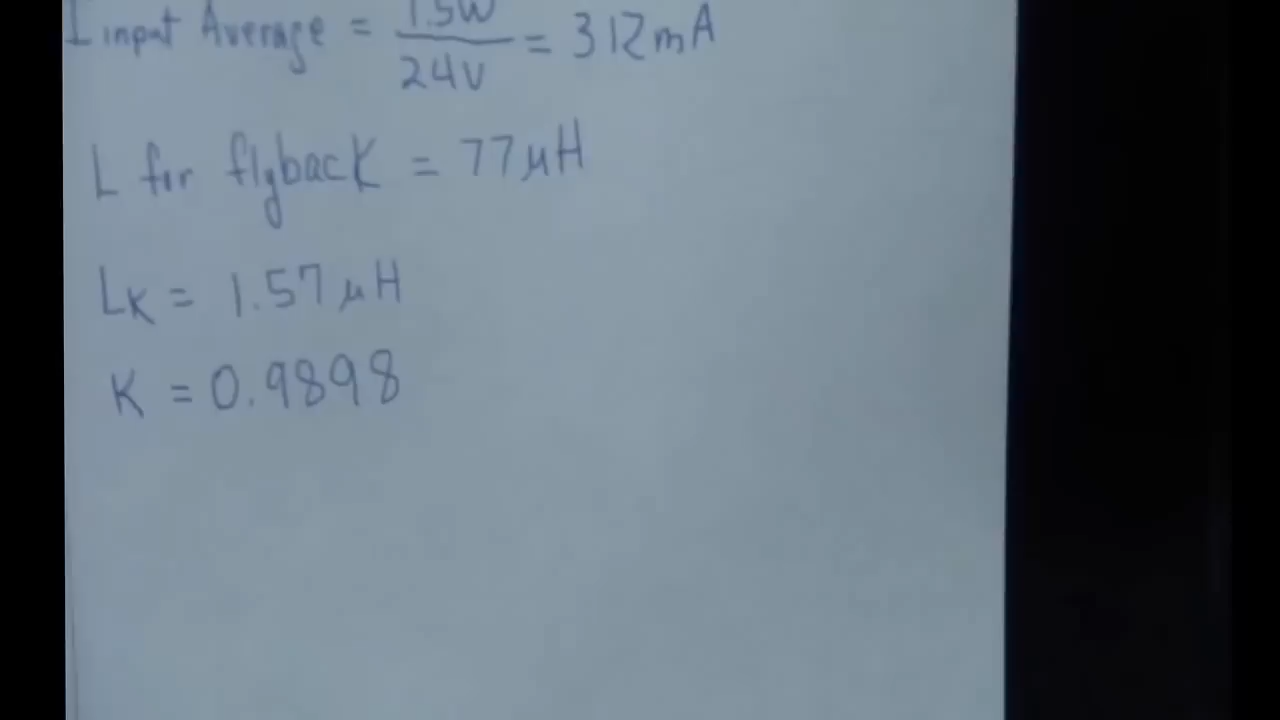 I input Average = 7.5W / 24V = 312mA
L for flyback = 77μH
LK = 1.57μH
K = 0.9898